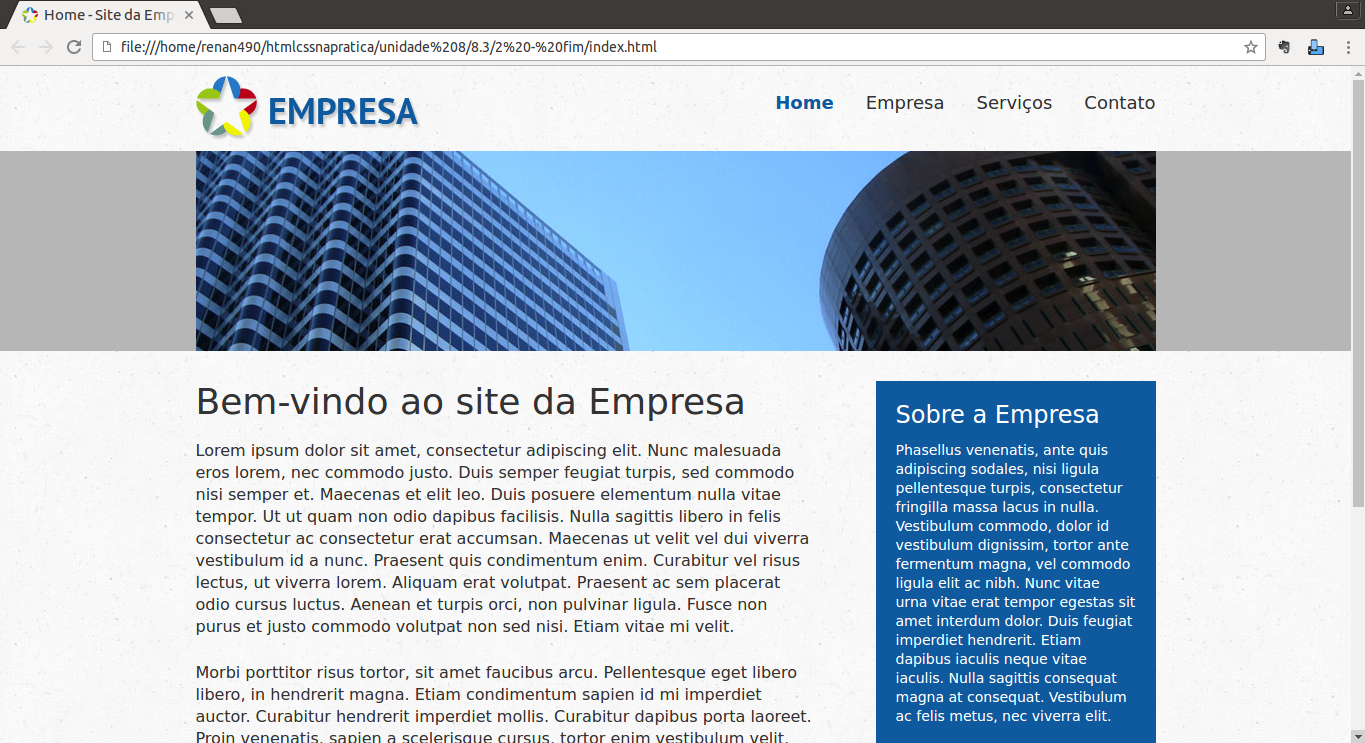 Home - Site da Emp
file:///home/renan490/htmlcssnapratica/unidade%208/8.3/2%20-%20fim/index.html
EMPRESA
Home Empresa Serviços Contato
Bem-vindo ao site da Empresa
Lorem ipsum dolor sit amet, consectetur adipiscing elit. Nunc malesuada
eros lorem, nec commodo justo. Duis semper feugiat turpis, sed commodo
nisi semper et. Maecenas et elit leo. Duis posuere elementum nulla vitae
tempor. Ut ut quam non odio dapibus facilisis. Nulla sagittis libero in felis
consectetur ac consectetur erat accumsan. Maecenas ut velit vel dui viverra
vestibulum id a nunc. Praesent quis condimentum enim. Curabitur vel risus
lectus, ut viverra lorem. Aliquam erat volutpat. Praesent ac sem placerat
odio cursus luctus. Aenean et turpis orci, non pulvinar ligula. Fusce non
purus et justo commodo volutpat non sed nisi. Etiam vitae mi velit.
Morbi porttitor risus tortor, sit amet faucibus arcu. Pellentesque eget libero
libero, in hendrerit magna. Etiam condimentum sapien id mi imperdiet
auctor. Curabitur hendrerit imperdiet mollis. Curabitur dapibus porta laoreet.
Proin venenatis, sapien a scelerisque cursus, tortor enim vestibulum velit,
Sobre a Empresa
Phasellus venenatis, ante quis
adipiscing sodales, nisi ligula
pellentesque turpis, consectetur
fringilla massa lacus in nulla.
Vestibulum commodo, dolor id
vestibulum dignissim, tortor ante
fermentum magna, vel commodo
ligula elit ac nibh. Nunc vitae
urna vitae erat tempor egestas sit
amet interdum dolor. Duis feugiat
imperdiet hendrerit. Etiam
dapibus iaculis neque vitae
iaculis. Nulla sagittis consequat
magna at consequat. Vestibulum
ac felis metus, nec viverra elit.